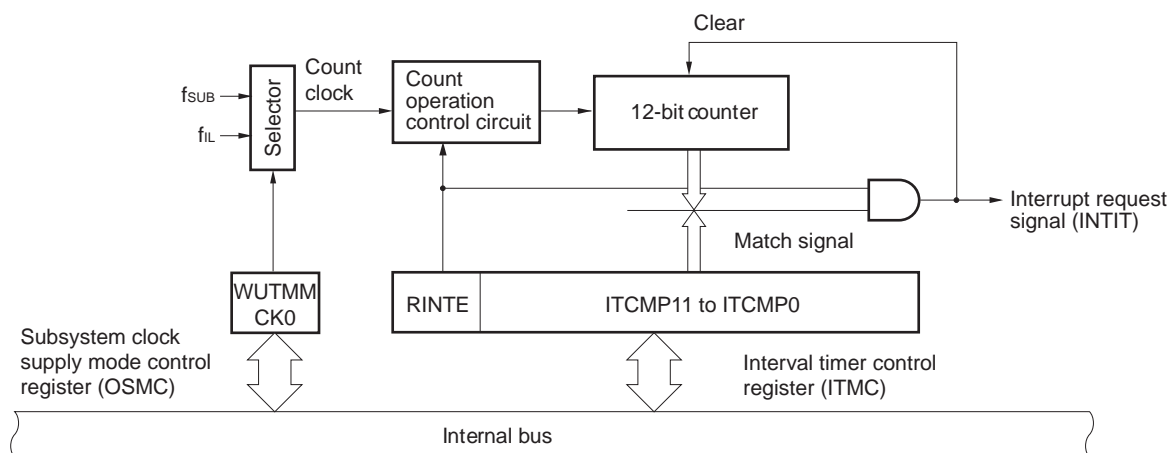 Clear
Count
clock
fSUB
fIL
Selector
Count
operation
control circuit
12-bit counter
Interrupt request
signal (INTIT)
Match signal
WUTMM
CK0
RINTE
ITCMP11 to ITCMP0
Subsystem clock
supply mode control
register (OSMC)
Interval timer control
register (ITMC)
Internal bus